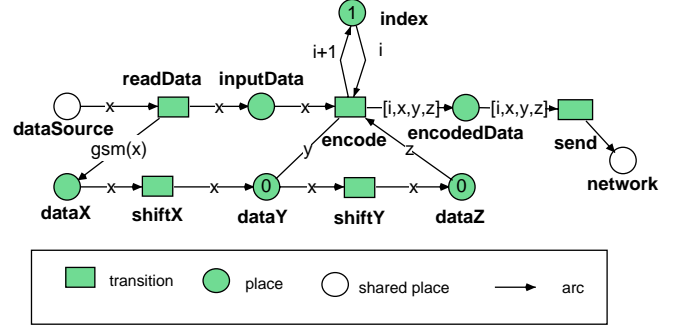 1 index
i+1 i
readData inputData
x x x [i,x,y,z] [i,x,y,z]
dataSource encode encodedData send
gsm(x) y z network
x x 0 x x 0
dataX shiftX dataY shiftY dataZ
transition place shared place arc